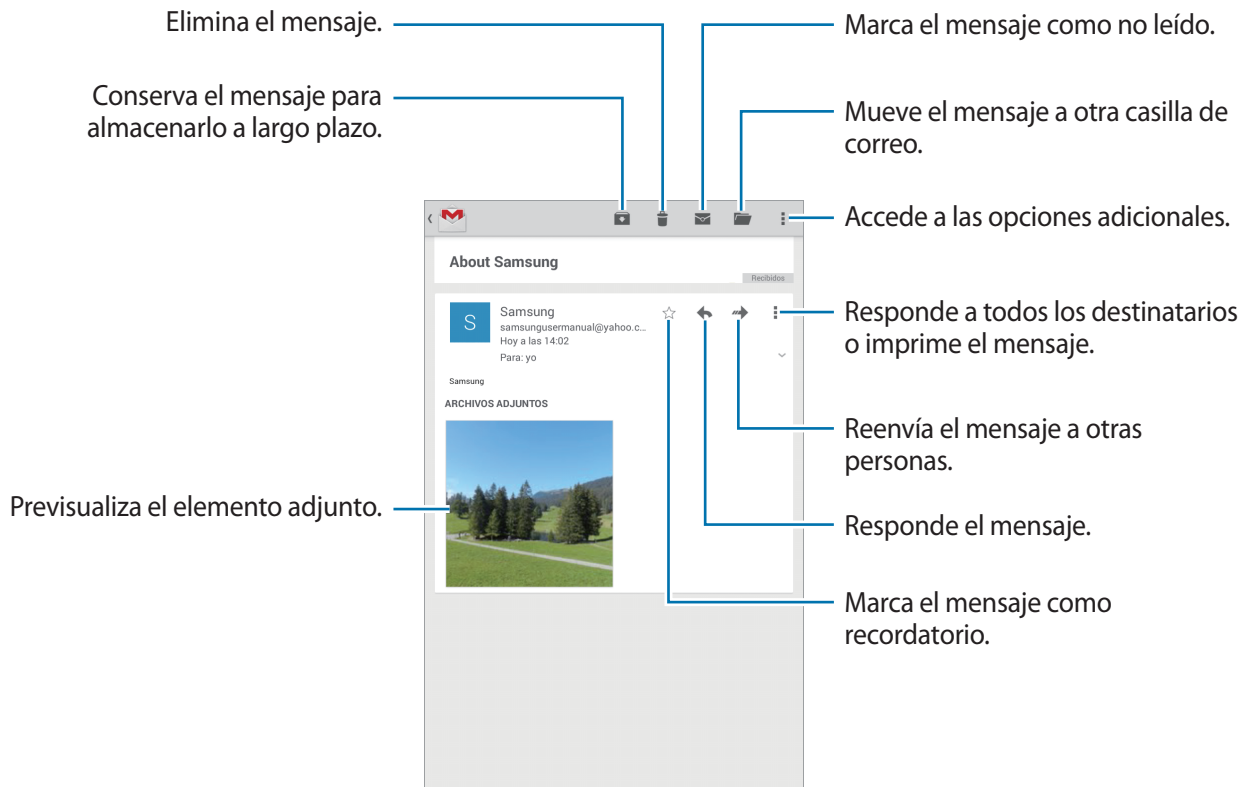 Elimina el mensaje.
Conserva el mensaje para
almacenarlo a largo plazo.
Marca el mensaje como no leído.
Mueve el mensaje a otra casilla de
correo.
Accede a las opciones adicionales.
About Samsung
Recibidos
S
Samsung
samsungusermanual@yahoo.c...
Hoy a las 14:02
Para: yo
Samsung
ARCHIVOS ADJUNTOS
Responde a todos los destinatarios
o imprime el mensaje.
Reenvía el mensaje a otras
personas.
Previsualiza el elemento adjunto.
Responde el mensaje.
Marca el mensaje como
recordatorio.